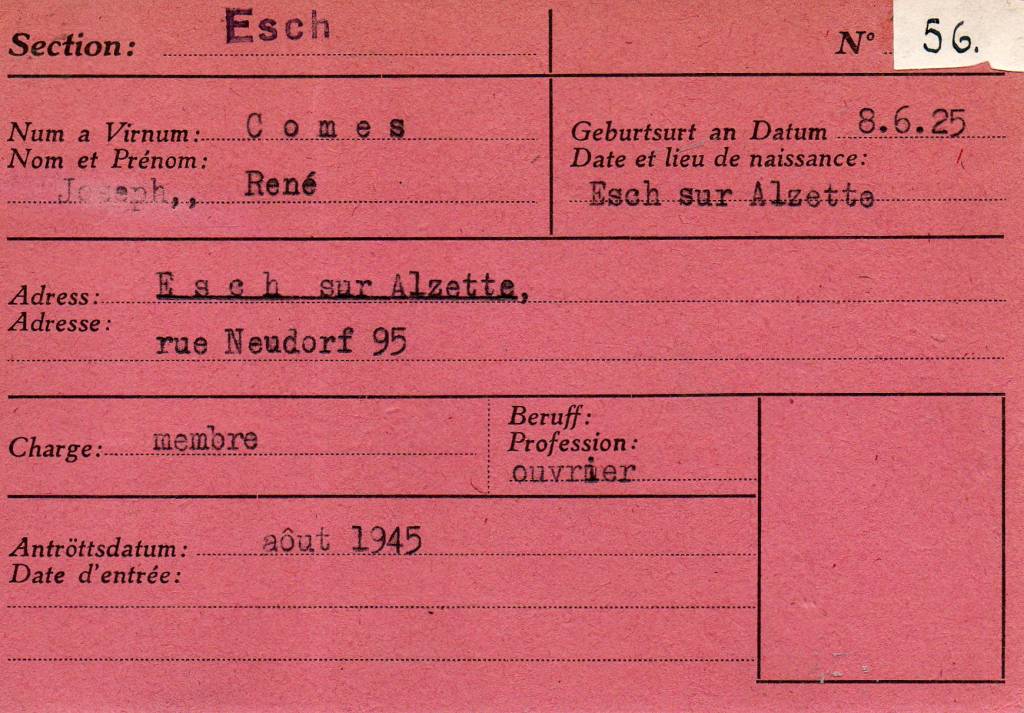 Section: Esch
N° 56.
Num a Virnum: Comes
Nom et Prénom:
Joseph,, René
Geburtsurt an Datum 8.6.25
Date et lieu de naissance:
Esch sur Alzette
Adress: Esch sur Alzette,
Adresse:
rue Neudorf 95
Charge: membre
Beruff:
Profession:
ouvrier
Antröttsdatum: août 1945
Date d'entrée: